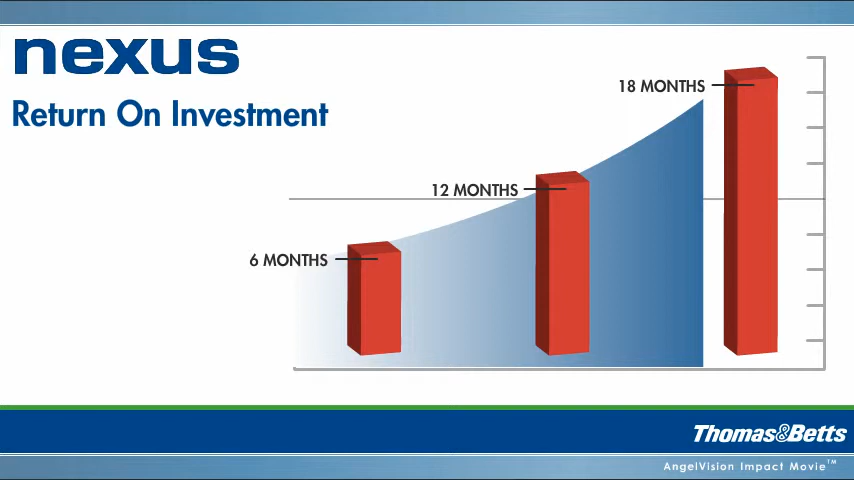 nexus
Return On Investment
18 MONTHS
12 MONTHS
6 MONTHS
Thomas&Betts
AngelVision Impact Movie™